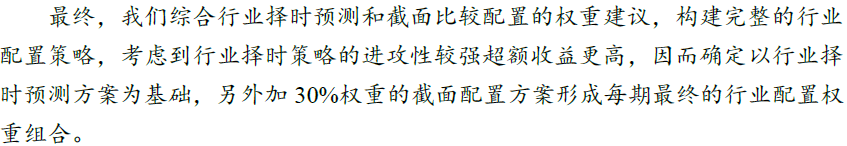 最终，我们综合行业择时预测和截面比较配置的权重建议，构建完整的行业
配置策略，考虑到行业择时策略的进攻性较强超额收益更高，因而确定以行业择
时预测方案为基础，另外加 30%权重的截面配置方案形成每期最终的行业配置权
重组合。